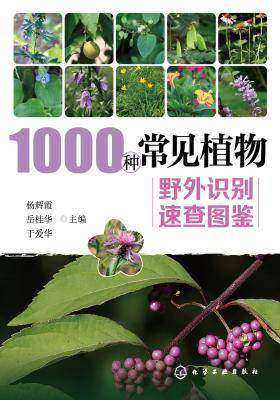 1000种常见植物
野外识别
速查图鉴
杨辉霞
岳桂华 主编
于爱华
化学工业出版社